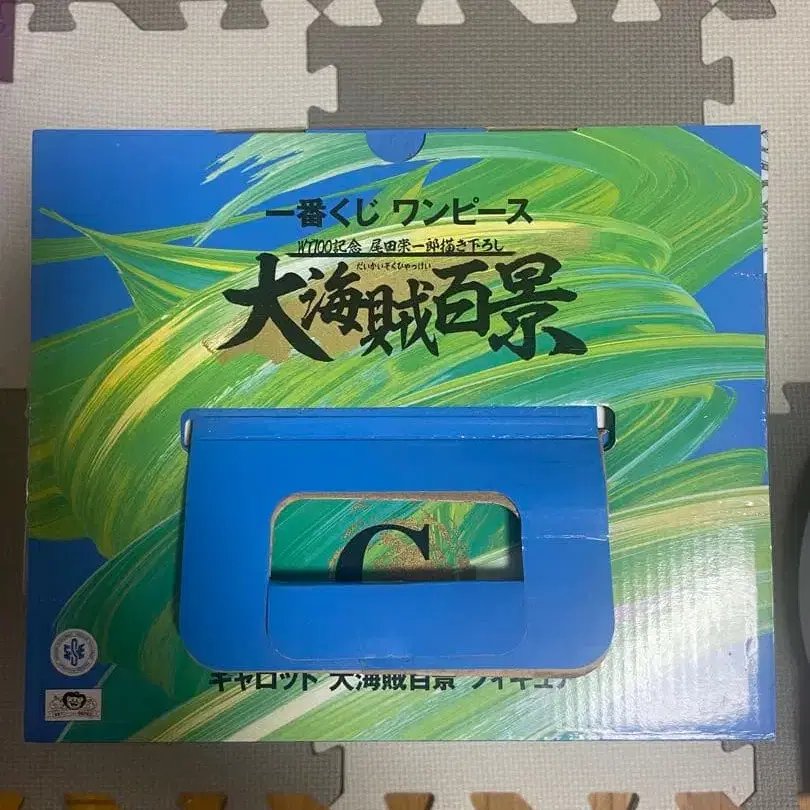 一番くじ ワンピース
WT100記念 尾田栄一郎描き下ろし
だいかいぞくひゃっけい
大海賊百景
G
キャロット 大海賊百景 フィギュア